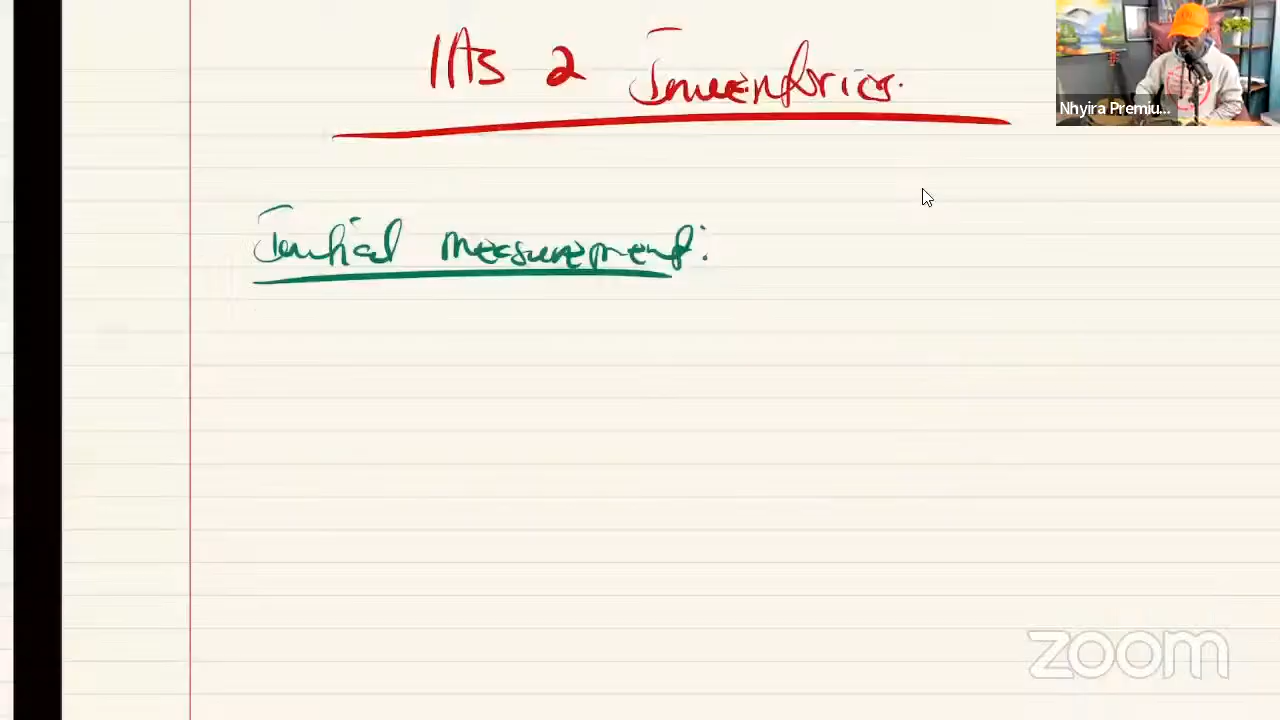 IAS 2 Inventories.
Nhyira Premiu...
Initial measurement:
zoom